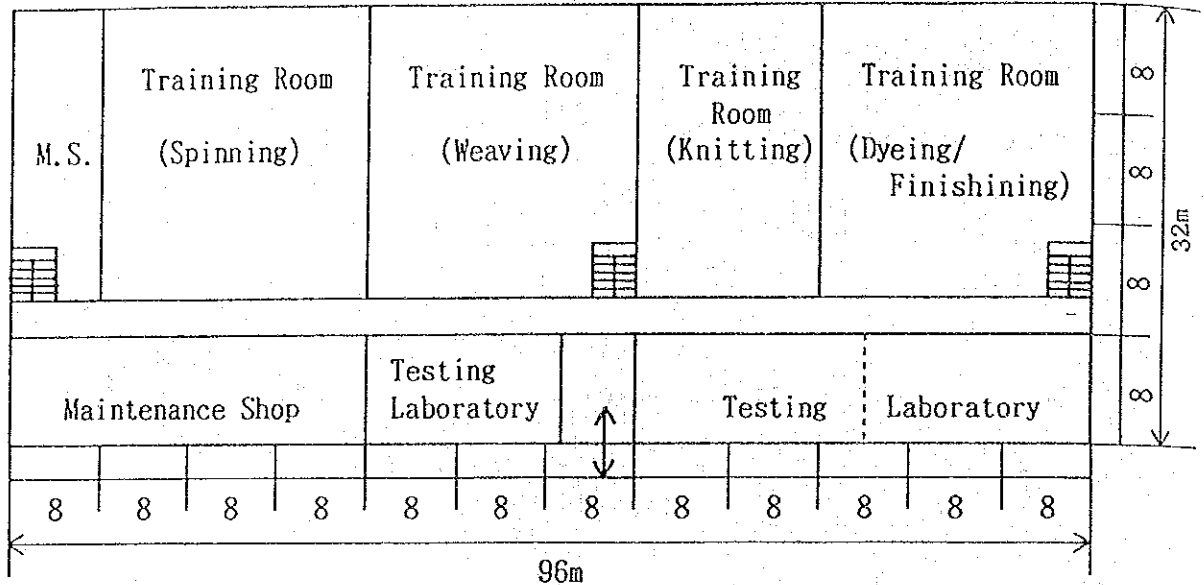 M.S.
Training Room
(Spinning)
Training Room
(Weaving)
Training
Room
(Knitting)
Training Room
(Dyeing/
Finishining)
8
8
8
8
32m
Maintenance Shop
Testing
Laboratory
Testing Laboratory
8 8 8 8 8 8 8 8 8 8 8 8
96m